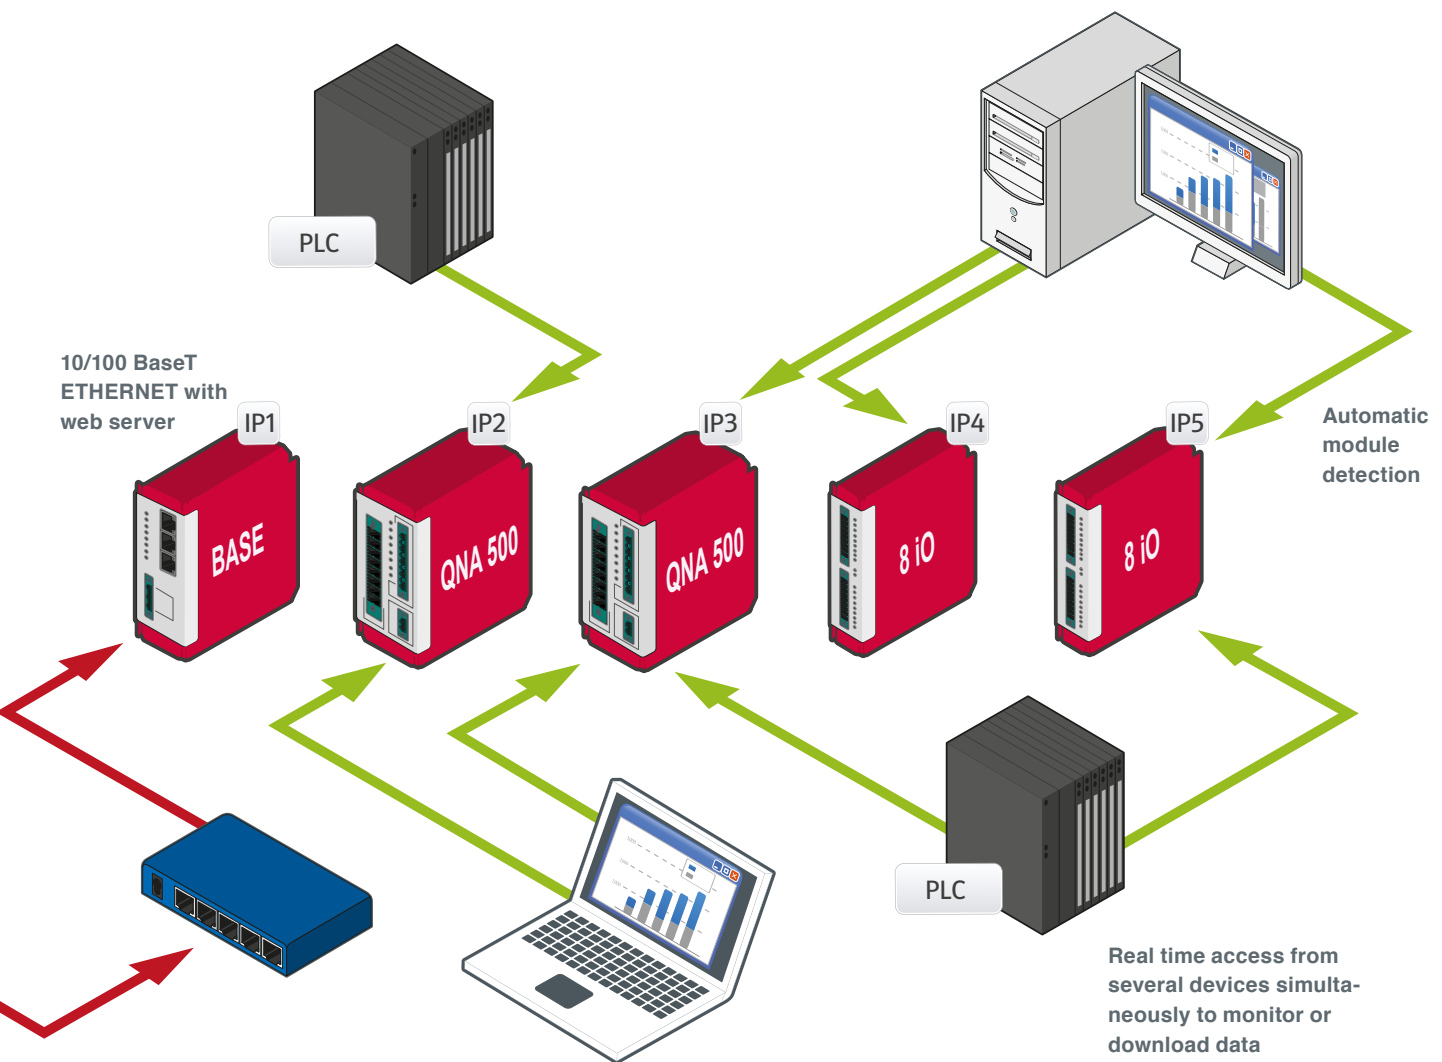 PLC
10/100 BaseT
ETHERNET with
web server
IP1
IP2
IP3
IP4
IP5
Automatic
module
detection
BASE
QNA 500
QNA 500
8 iO
8 iO
PLC
Real time access from
several devices simulta-
neously to monitor or
download data